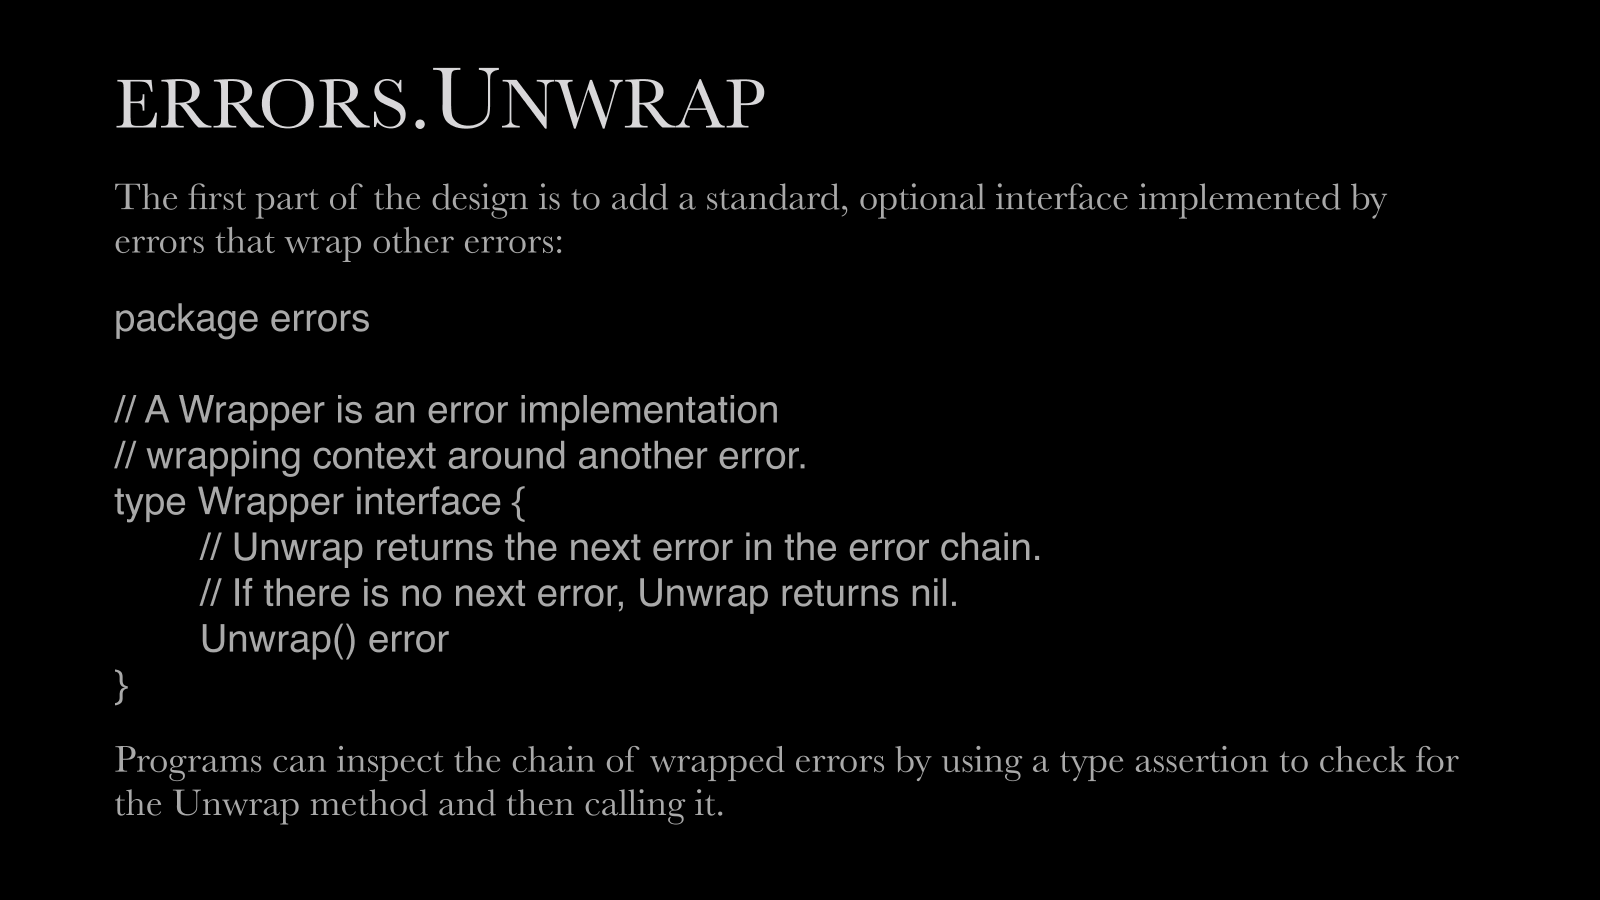 ERRORS.UNWRAP
The first part of the design is to add a standard, optional interface implemented by
errors that wrap other errors:
package errors
// A Wrapper is an error implementation
// wrapping context around another error.
type Wrapper interface {
// Unwrap returns the next error in the error chain.
// If there is no next error, Unwrap returns nil.
Unwrap() error
}
Programs can inspect the chain of wrapped errors by using a type assertion to check for
the Unwrap method and then calling it.